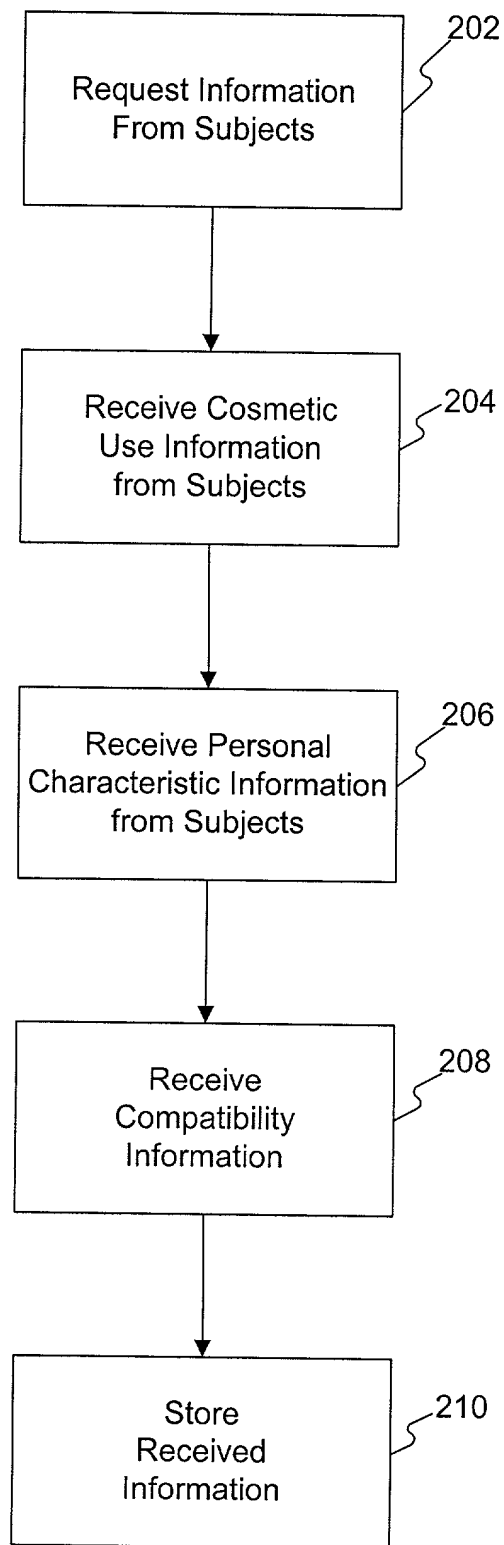 202
Request Information
From Subjects
204
Receive Cosmetic
Use Information
from Subjects
206
Receive Personal
Characteristic Information
from Subjects
208
Receive
Compatibility
Information
210
Store
Received
Information